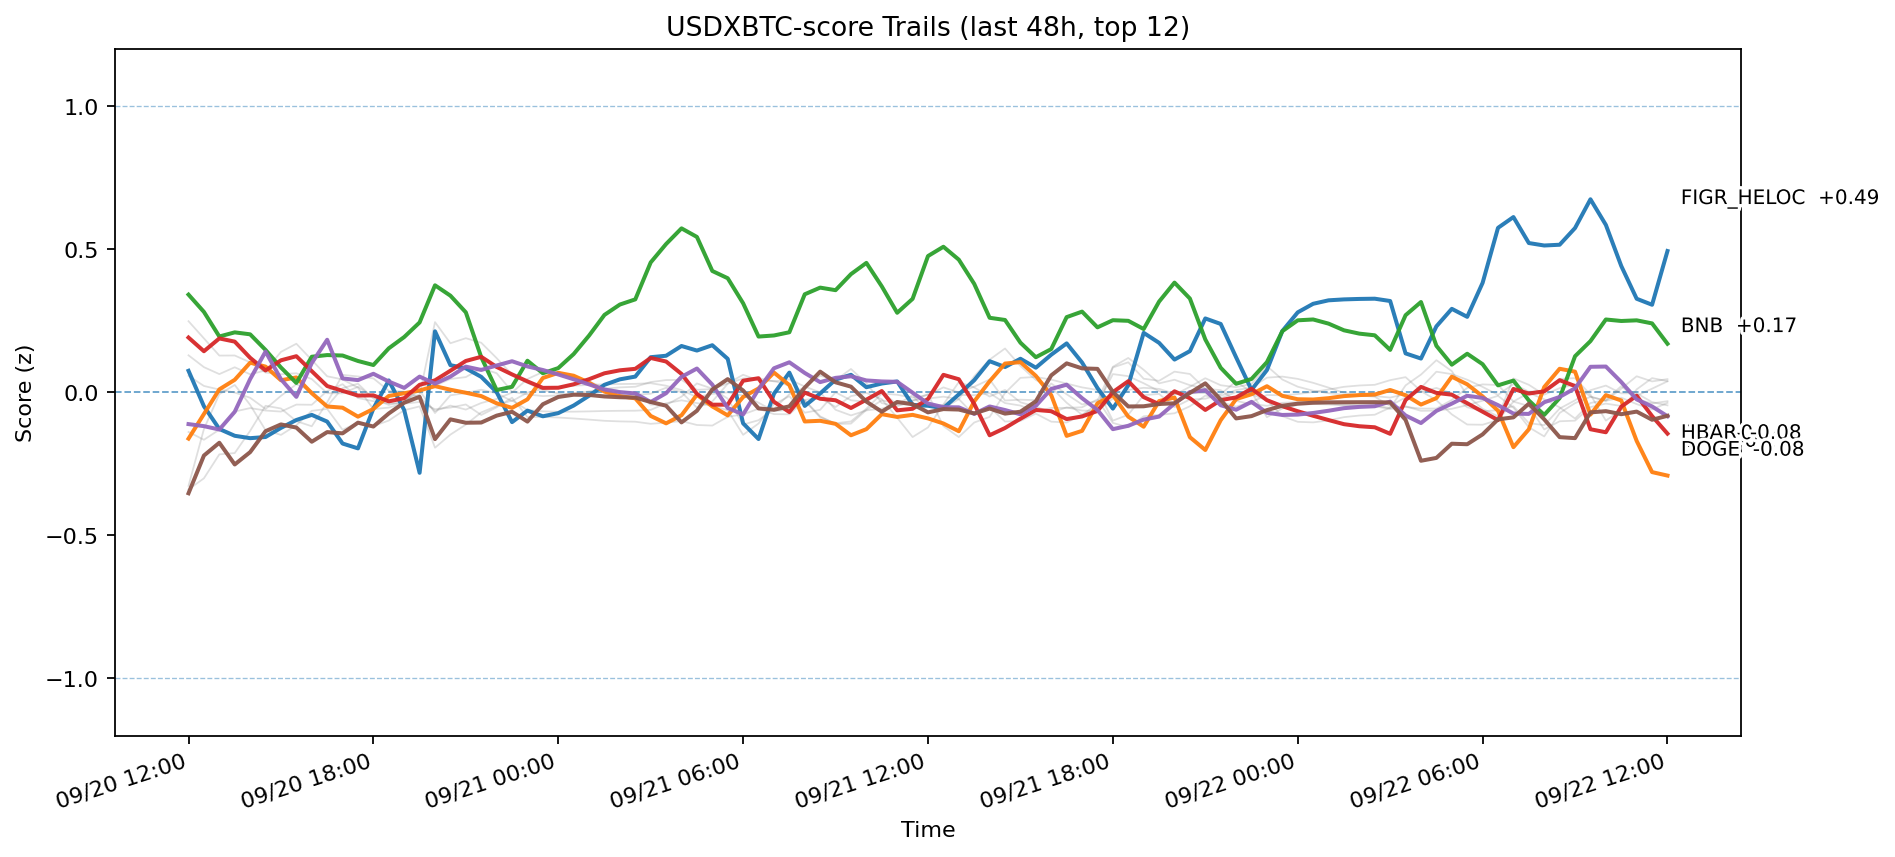 USDXBTC-score Trails (last 48h, top 12)
Score (z)
1.0
0.5
0.0
−0.5
−1.0
FIGR_HELOC +0.49
BNB +0.17
HBAR -0.08
DOGE -0.08
09/20 12:00
09/20 18:00
09/21 00:00
09/21 06:00
09/21 12:00
09/21 18:00
09/22 00:00
09/22 06:00
09/22 12:00
Time